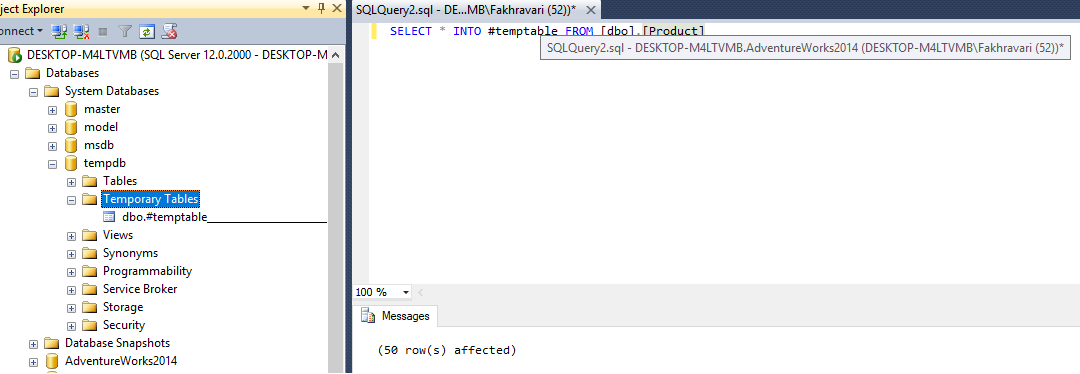 ject Explorer
onnect
DESKTOP-M4LTVMB (SQL Server 12.0.2000 - DESKTOP-M
Databases
System Databases
master
model
msdb
tempdb
Tables
Temporary Tables
dbo.#temptable____________________
Views
Synonyms
Programmability
Service Broker
Storage
Security
Database Snapshots
AdventureWorks2014
SQLQuery2.sql - DE...MB\Fakhravari (52))*
SELECT * INTO #temptable FROM [dbo].[Product]
SQLQuery2.sql - DESKTOP-M4LTVMB.AdventureWorks2014 (DESKTOP-M4LTVMB\Fakhravari (52))*
100 %
Messages
(50 row(s) affected)